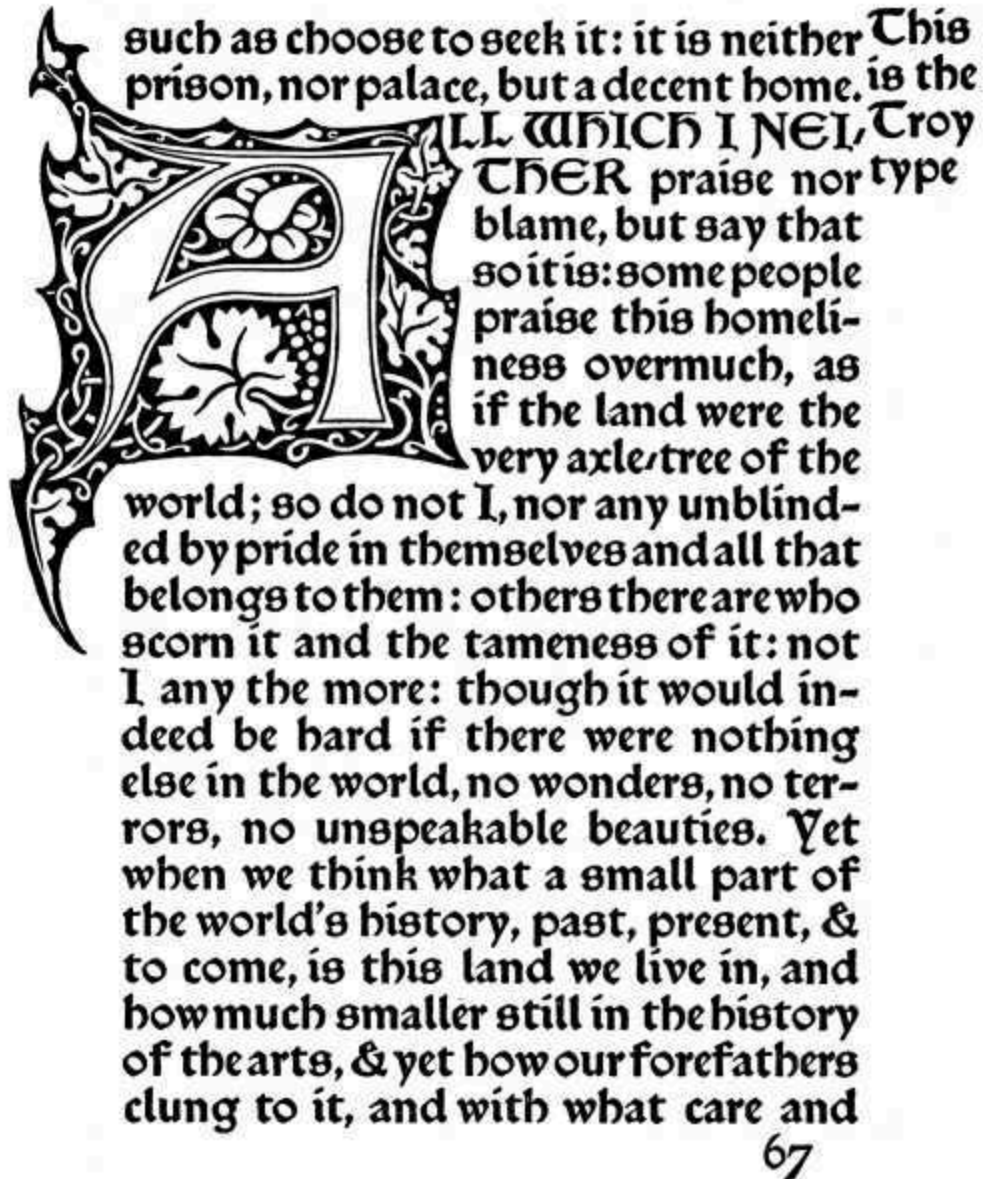 such as choose to seek it: it is neither
prison, nor palace, but a decent home.
ALL WHICH I NEI-
THER praise nor
blame, but say that
so it is: some people
praise this homeli-
ness overmuch, as
if the land were the
very axle-tree of the
world; so do not I, nor any unblind-
ed by pride in themselves and all that
belongs to them: others there are who
scorn it and the tameness of it: not
I any the more: though it would in-
deed be hard if there were nothing
else in the world, no wonders, no ter-
rors, no unspeakable beauties. Yet
when we think what a small part of
the world's history, past, present, &
to come, is this land we live in, and
how much smaller still in the history
of the arts, & yet how our forefathers
clung to it, and with what care and
This
is the
Troy
type
67